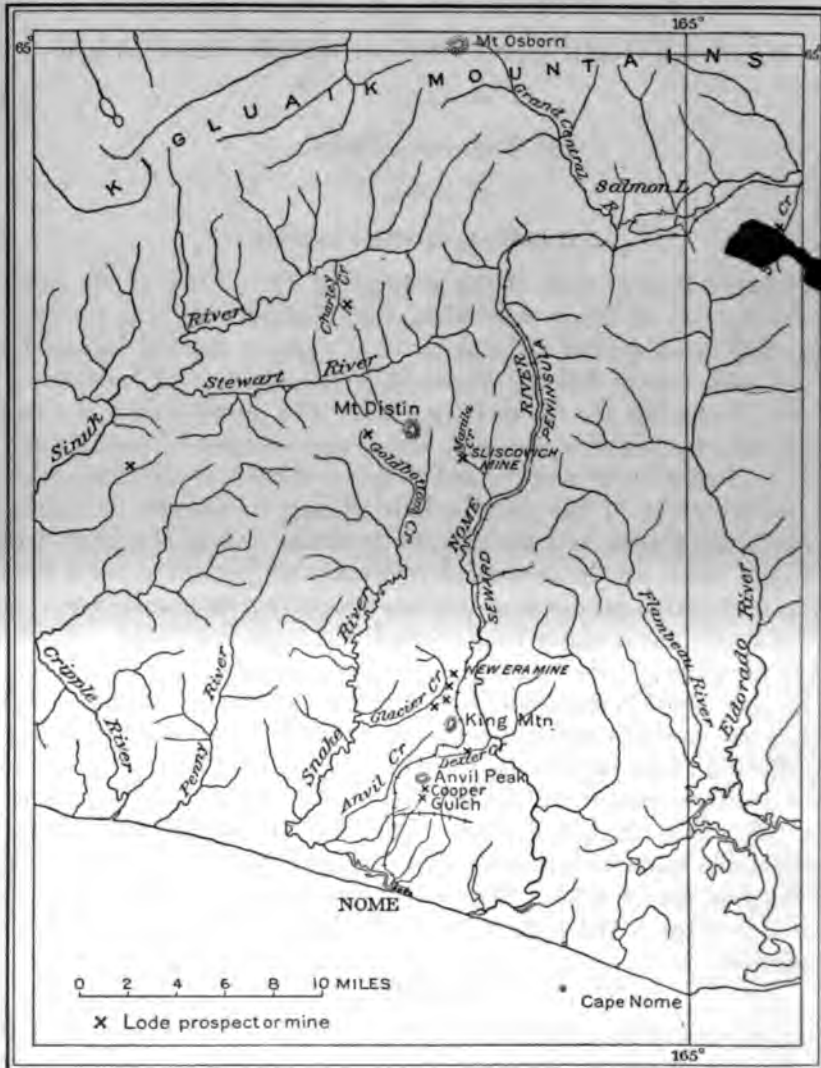 165°
65°
65°
Mt Osborn
KIGLUAIK MOUNTAINS
Grand Central R
Salmon L
Cr
River
Charley Cr
Stewart River
Sinuk
Mt Distin
Goldbottom Cr
SLISCOVICH MINE
NOME RIVER
SEWARD PENINSULA
Flambeau River
Eldorado River
Cripple River
Penny River
Snake River
Glacier Cr
NEW ERA MINE
King Mtn
Anvil Cr
Dexter Cr
Anvil Peak
Cooper
Gulch
NOME
0 2 4 6 8 10 MILES
x Lode prospect or mine
Cape Nome
165°